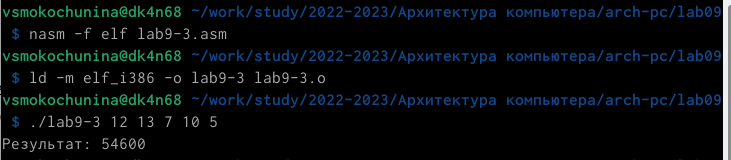 vsmokochunina@dk4n68 ~/work/study/2022-2023/Архитектура компьютера/arch-pc/lab09
$ nasm -f elf lab9-3.asm
vsmokochunina@dk4n68 ~/work/study/2022-2023/Архитектура компьютера/arch-pc/lab09
$ ld -m elf_i386 -o lab9-3 lab9-3.o
vsmokochunina@dk4n68 ~/work/study/2022-2023/Архитектура компьютера/arch-pc/lab09
$ ./lab9-3 12 13 7 10 5
Результат: 54600